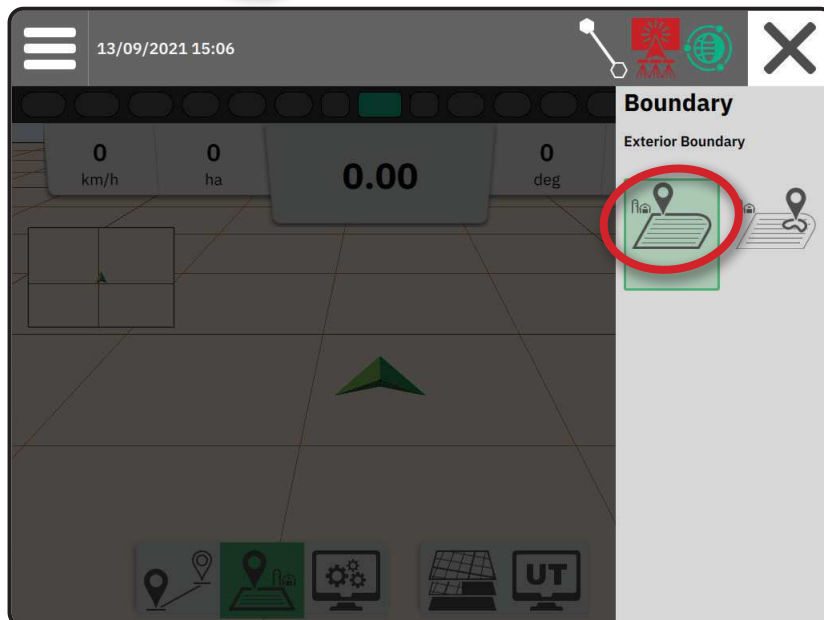 13/09/2021 15:06
Boundary
Exterior Boundary
0
km/h
0
ha
0.00
0
deg
UT